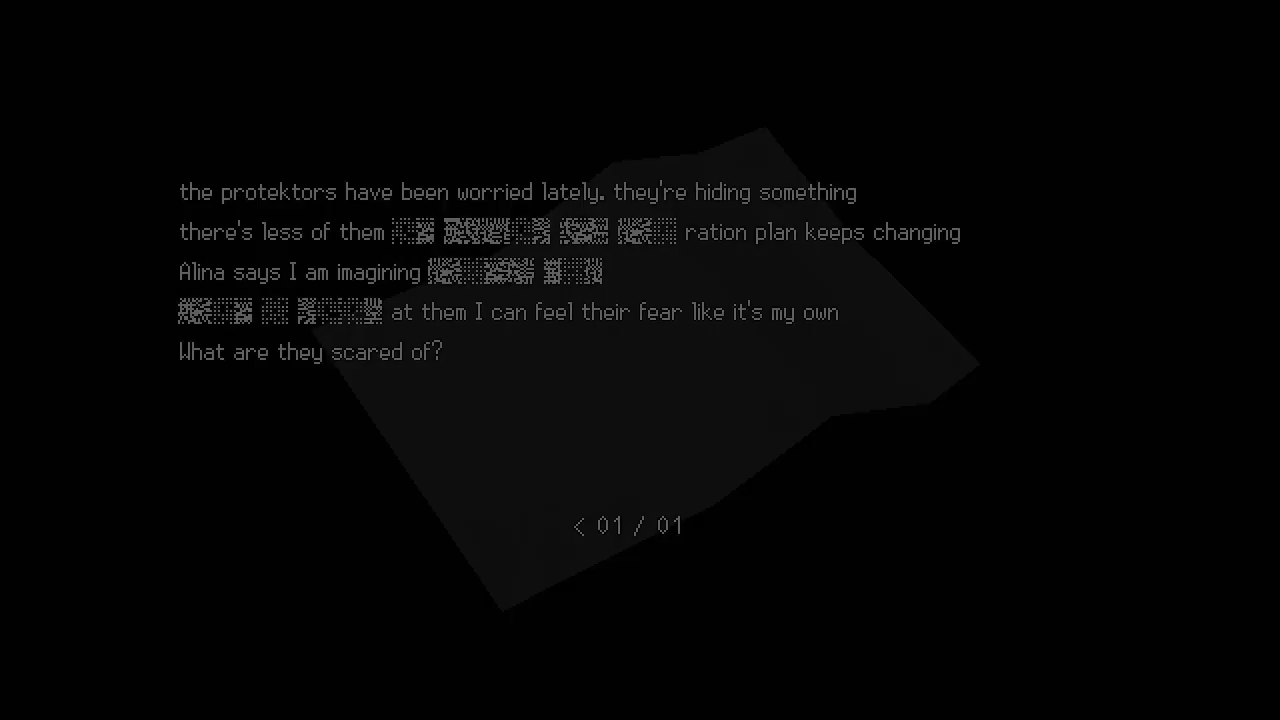 the protektors have been worried lately. they're hiding something
there's less of them ration plan keeps changing
Alina says I am imagining
at them I can feel their fear like it's my own
What are they scared of?
< 01 / 01